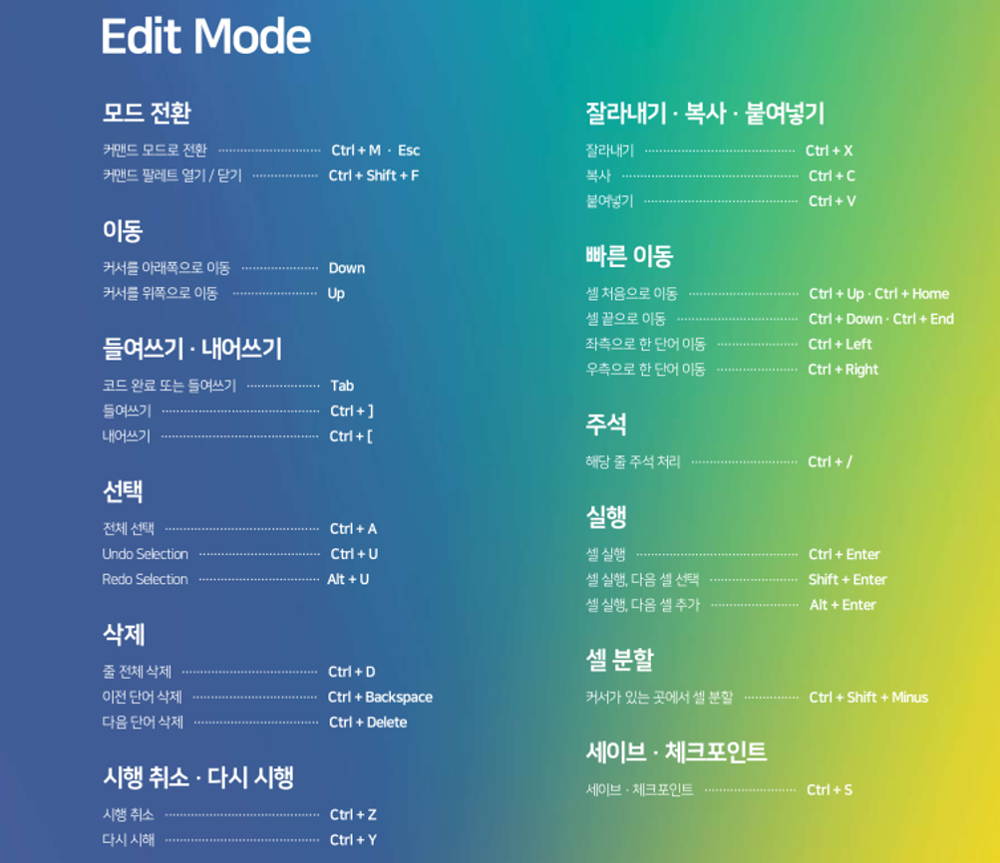 Edit Mode
모드 전환
커맨드 모드로 전환 Ctrl + M · Esc
커맨드 팔레트 열기 / 닫기 Ctrl + Shift + F
이동
커서를 아래쪽으로 이동 Down
커서를 위쪽으로 이동 Up
들여쓰기 · 내어쓰기
코드 완료 또는 들여쓰기 Tab
들여쓰기 Ctrl + ]
내어쓰기 Ctrl + [
선택
전체 선택 Ctrl + A
Undo Selection Ctrl + U
Redo Selection Alt + U
삭제
줄 전체 삭제 Ctrl + D
이전 단어 삭제 Ctrl + Backspace
다음 단어 삭제 Ctrl + Delete
시행 취소 · 다시 시행
시행 취소 Ctrl + Z
다시 시해 Ctrl + Y
잘라내기 · 복사 · 붙여넣기
잘라내기 Ctrl + X
복사 Ctrl + C
붙여넣기 Ctrl + V
빠른 이동
셀 처음으로 이동 Ctrl + Up · Ctrl + Home
셀 끝으로 이동 Ctrl + Down · Ctrl + End
좌측으로 한 단어 이동 Ctrl + Left
우측으로 한 단어 이동 Ctrl + Right
주석
해당 줄 주석 처리 Ctrl + /
실행
셀 실행 Ctrl + Enter
셀 실행, 다음 셀 선택 Shift + Enter
셀 실행, 다음 셀 추가 Alt + Enter
셀 분할
커서가 있는 곳에서 셀 분할 Ctrl + Shift + Minus
세이브 · 체크포인트
세이브 · 체크포인트 Ctrl + S